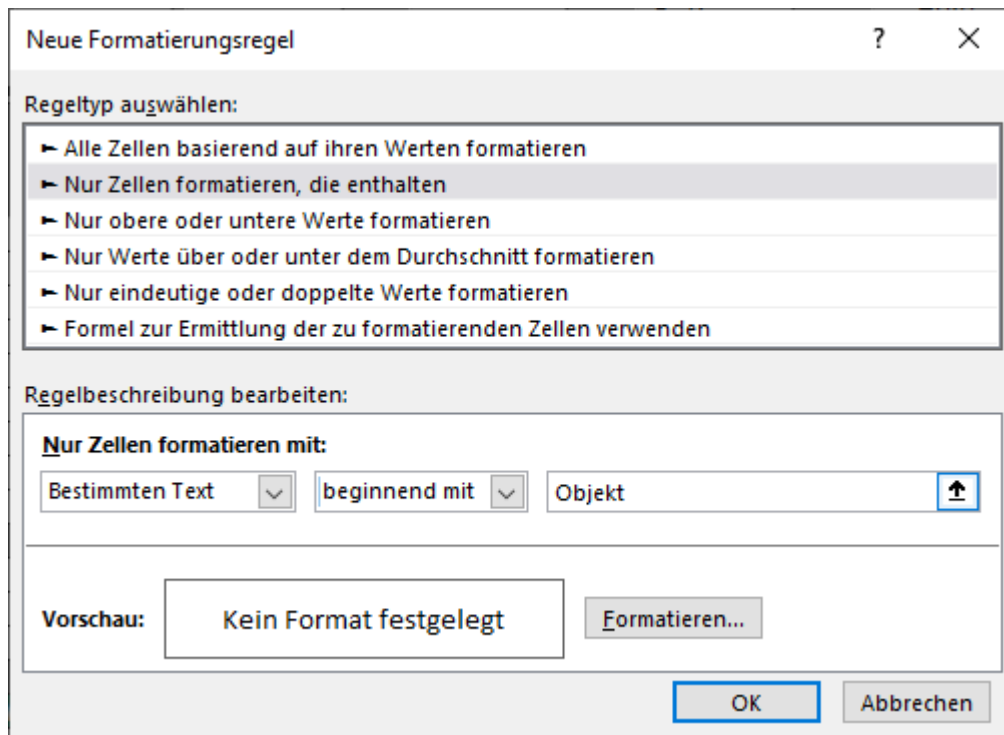 Neue Formatierungsregel ?
Regeltyp auswählen:
► Alle Zellen basierend auf ihren Werten formatieren
► Nur Zellen formatieren, die enthalten
► Nur obere oder untere Werte formatieren
► Nur Werte über oder unter dem Durchschnitt formatieren
► Nur eindeutige oder doppelte Werte formatieren
► Formel zur Ermittlung der zu formatierenden Zellen verwenden
Regelbeschreibung bearbeiten:
Nur Zellen formatieren mit:
Bestimmten Text beginnend mit Objekt
Vorschau: Kein Format festgelegt Formatieren...
OK Abbrechen